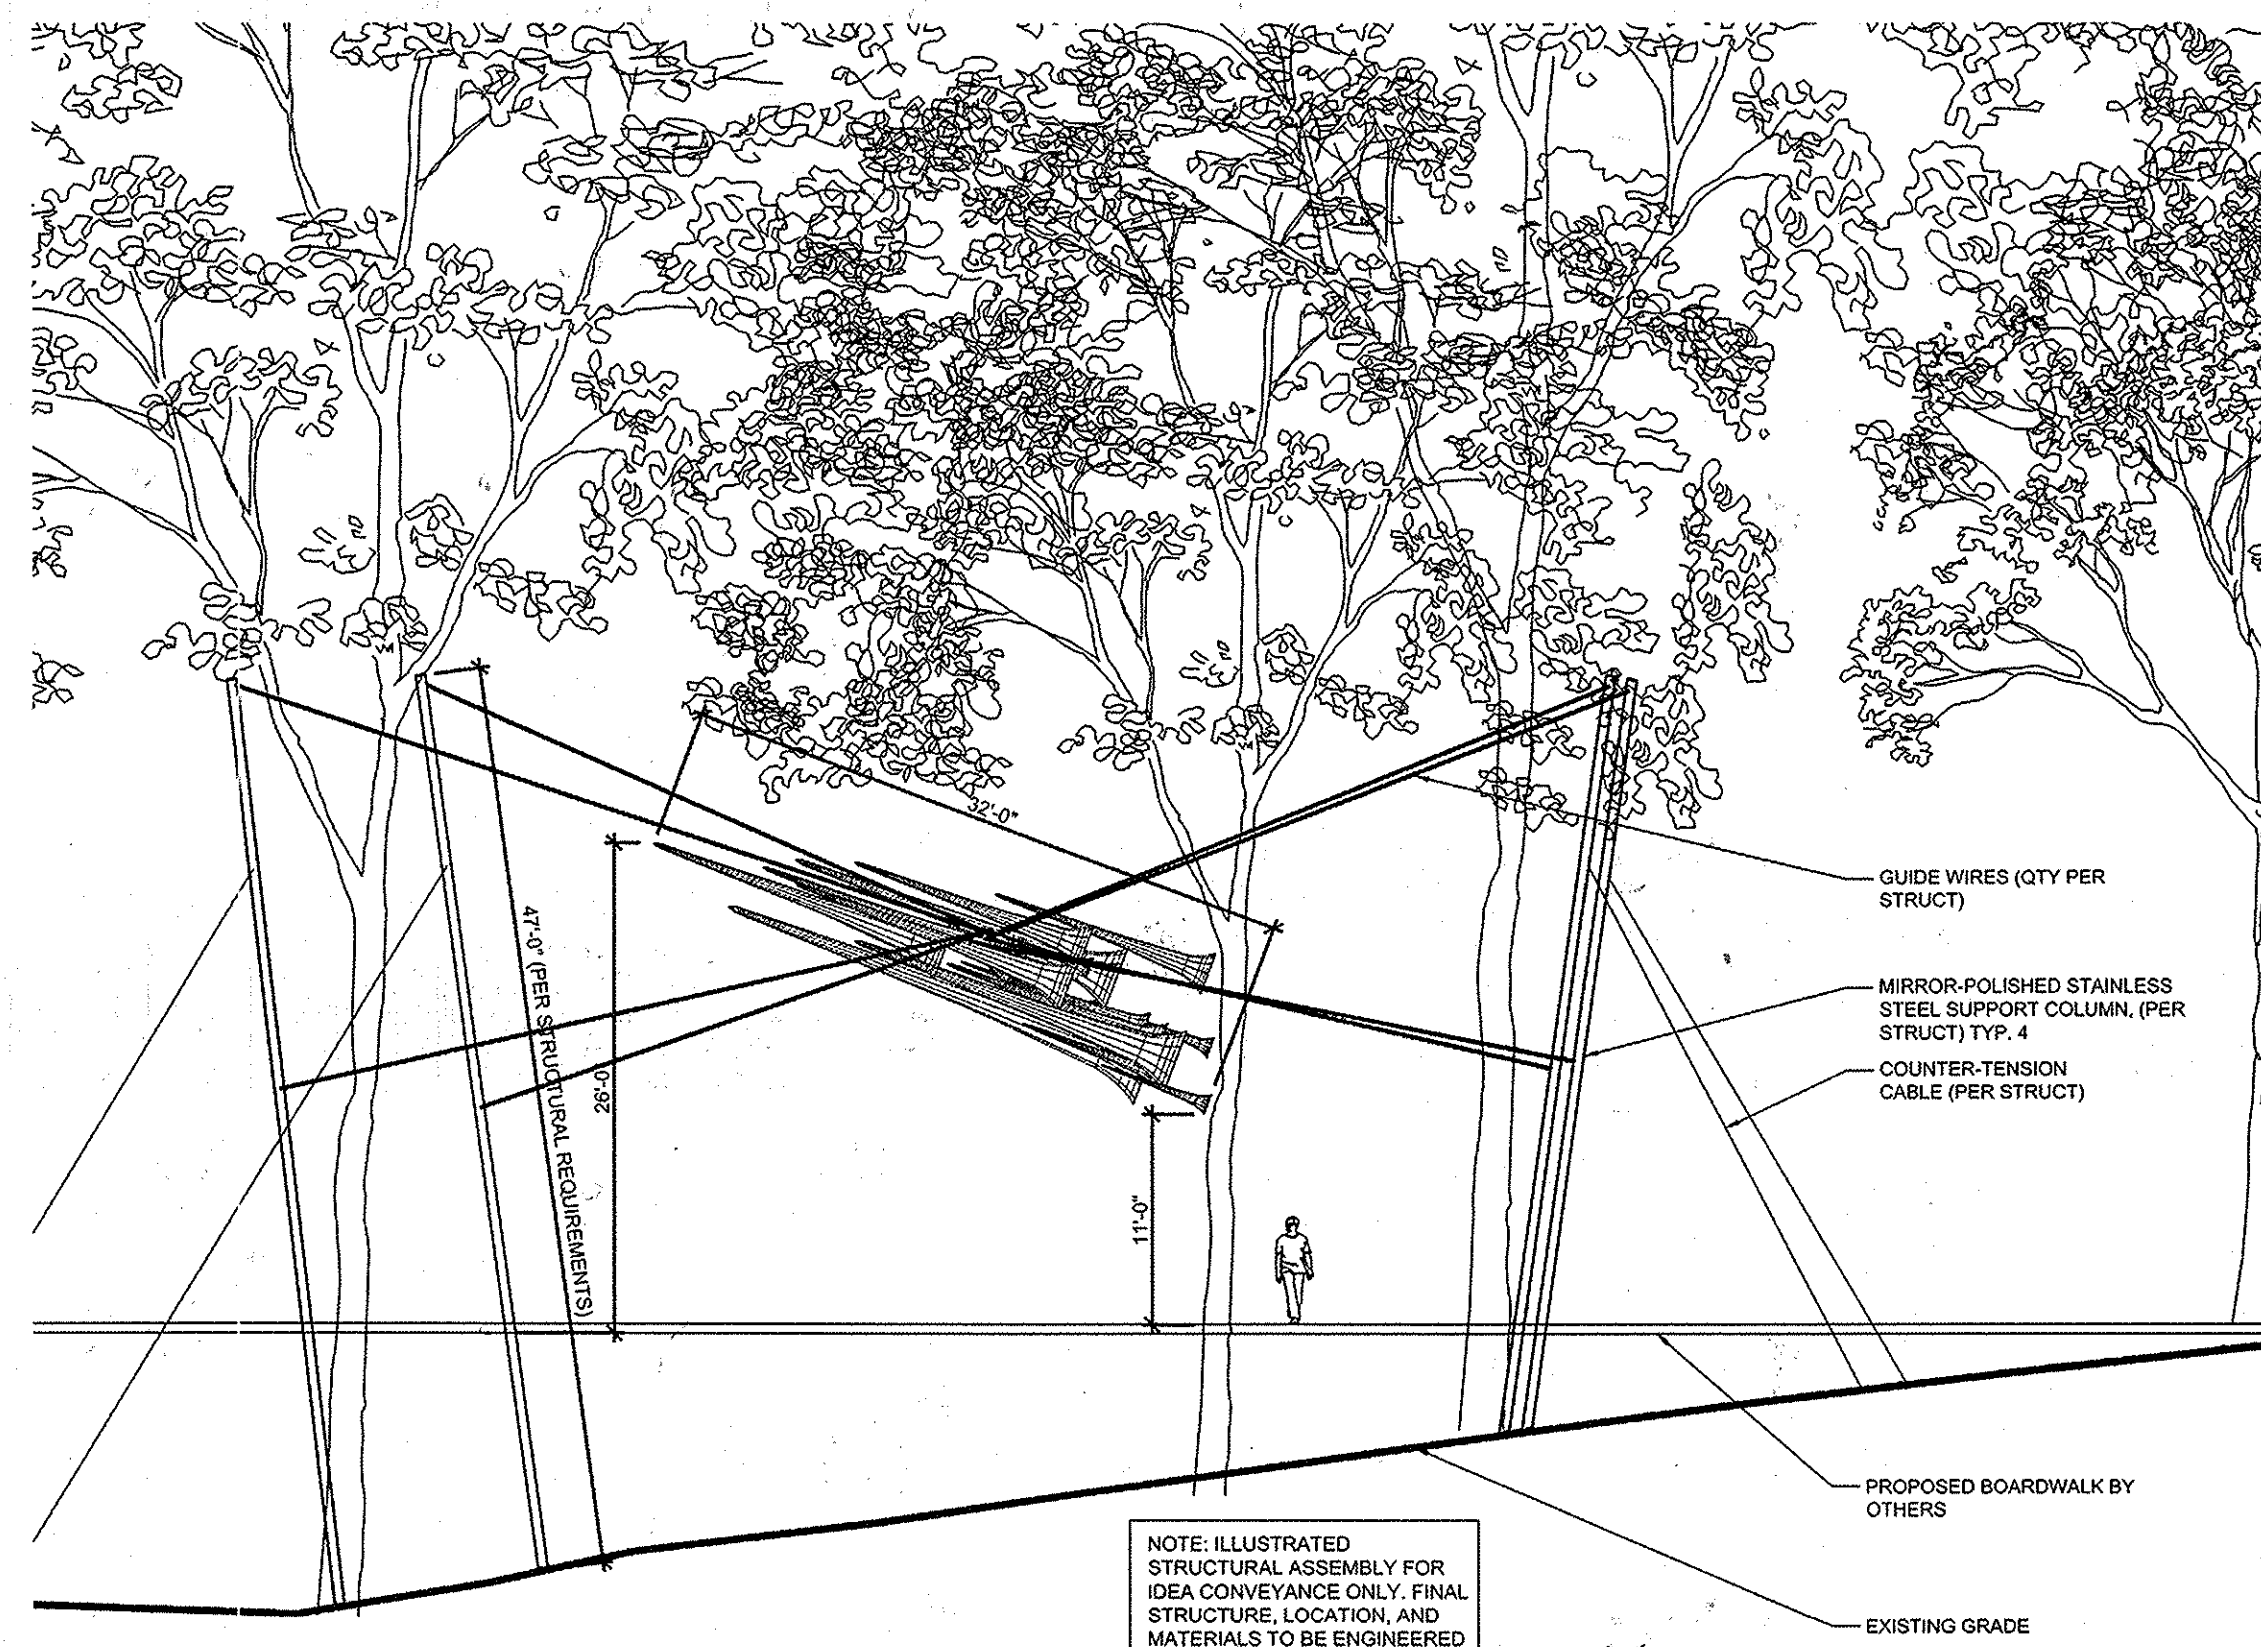 32'-0"
47'-0" (PER STRUCTURAL REQUIREMENTS)
26'-0"
11'-0"
GUIDE WIRES (QTY PER
STRUCT)
MIRROR-POLISHED STAINLESS
STEEL SUPPORT COLUMN, (PER
STRUCT) TYP. 4
COUNTER-TENSION
CABLE (PER STRUCT)
PROPOSED BOARDWALK BY
OTHERS
NOTE: ILLUSTRATED
STRUCTURAL ASSEMBLY FOR
IDEA CONVEYANCE ONLY. FINAL
STRUCTURE, LOCATION, AND
MATERIALS TO BE ENGINEERED
EXISTING GRADE